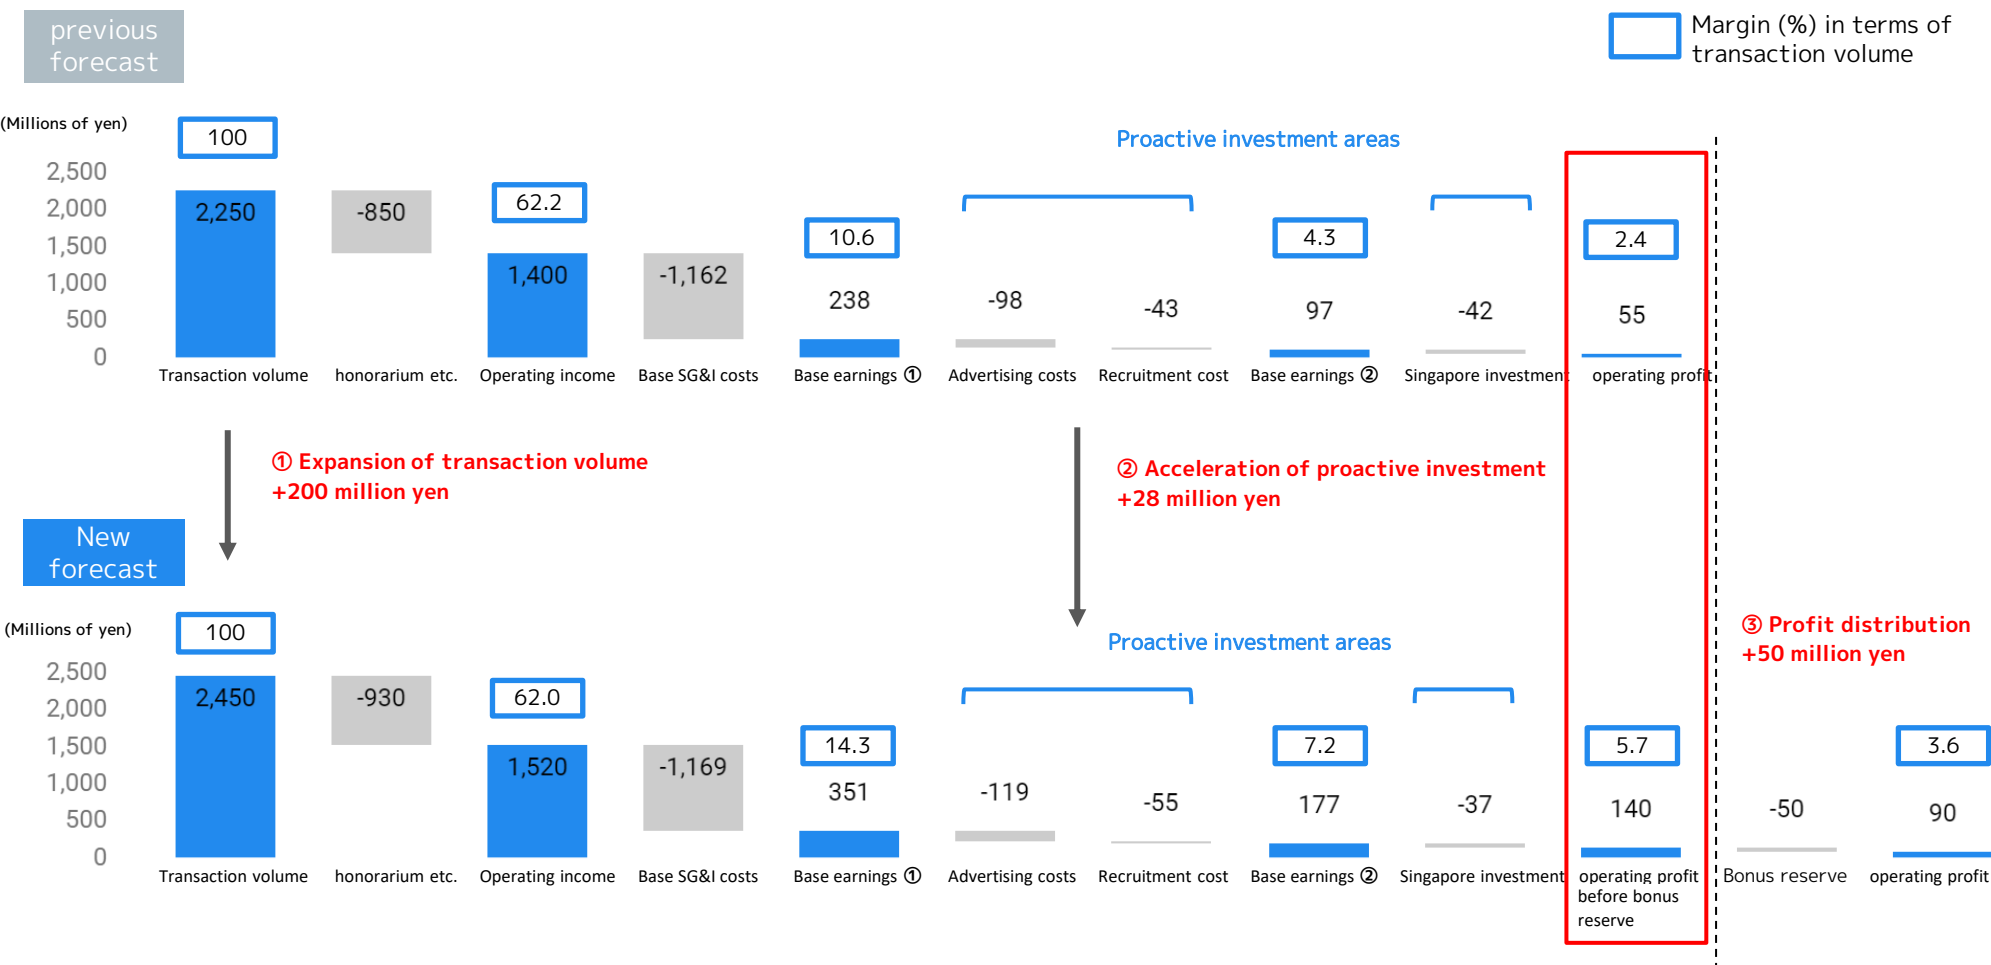 previous
forecast
Margin (%) in terms of
transaction volume
(Millions of yen)
100
Proactive investment areas
2,500
2,000
1,500
1,000
500
0
2,250
-850
62.2
1,400
-1,162
10.6
238
-98
-43
4.3
97
-42
2.4
55
Transaction volume
honorarium etc.
Operating income
Base SG&I costs
Base earnings ①
Advertising costs
Recruitment cost
Base earnings ②
Singapore investment
operating profit
① Expansion of transaction volume
+200 million yen
② Acceleration of proactive investment
+28 million yen
New
forecast
(Millions of yen)
100
Proactive investment areas
③ Profit distribution
+50 million yen
2,500
2,000
1,500
1,000
500
0
2,450
-930
62.0
1,520
-1,169
14.3
351
-119
-55
7.2
177
-37
5.7
140
-50
3.6
90
Transaction volume
honorarium etc.
Operating income
Base SG&I costs
Base earnings ①
Advertising costs
Recruitment cost
Base earnings ②
Singapore investment
operating profit
before bonus
reserve
Bonus reserve
operating profit